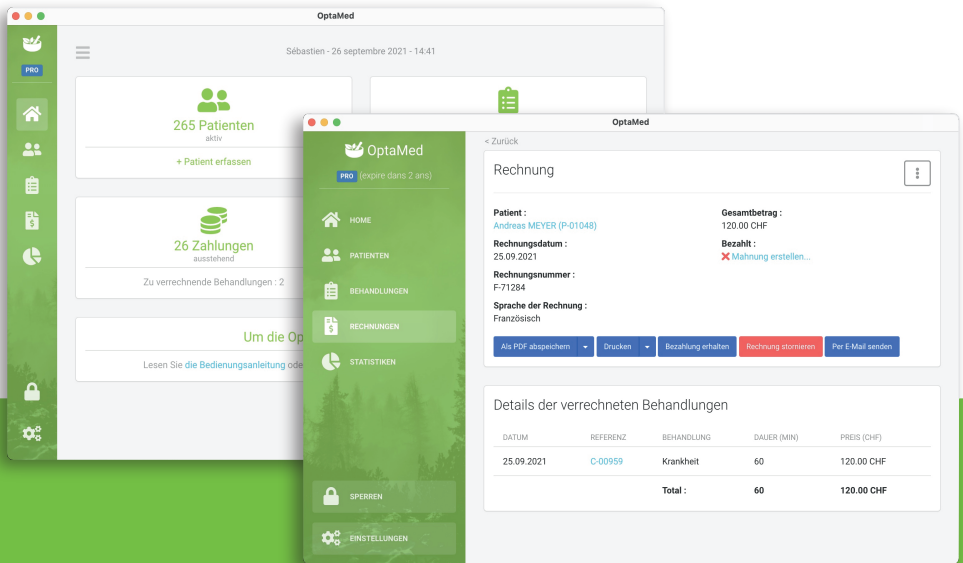 OptaMed
PRO
Sébastien - 26 septembre 2021 - 14:41
265 Patienten
aktiv
+ Patient erfassen
26 Zahlungen
ausstehend
Zu verrechnende Behandlungen : 2
Um die Op
Lesen Sie die Bedienungsanleitung ode
OptaMed
OptaMed
PRO (expire dans 2 ans)
HOME
PATIENTEN
BEHANDLUNGEN
RECHNUNGEN
STATISTIKEN
SPERREN
EINSTELLUNGEN
< Zurück
Rechnung
Patient :
Andreas MEYER (P-01048)
Rechnungsdatum :
25.09.2021
Rechnungsnummer :
F-71284
Sprache der Rechnung :
Französisch
Gesamtbetrag :
120.00 CHF
Bezahlt :
Mahnung erstellen...
Als PDF abspeichern Drucken Bezahlung erhalten Rechnung stornieren Per E-Mail senden
Details der verrechneten Behandlungen
DATUM REFERENZ BEHANDLUNG DAUER (MIN) PREIS (CHF)
25.09.2021 C-00959 Krankheit 60 120.00 CHF
Total : 60 120.00 CHF